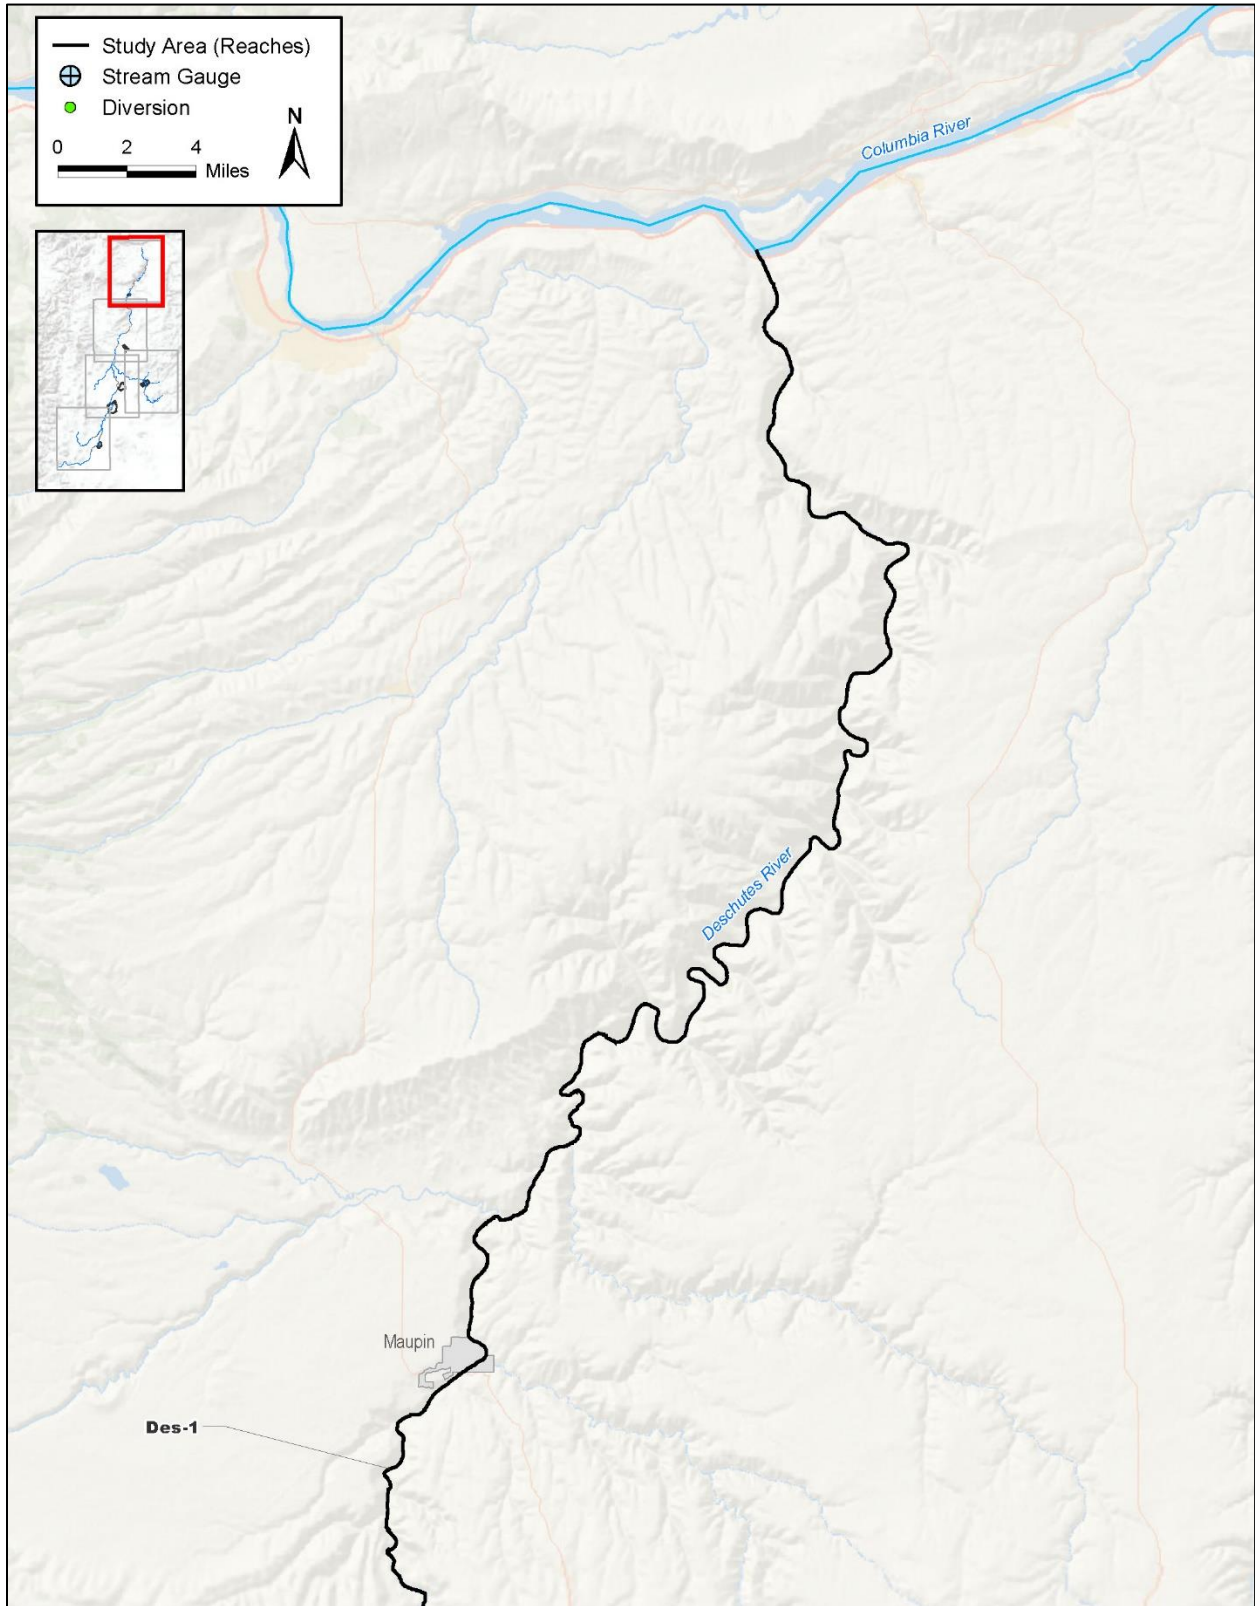 Study Area (Reaches)
Stream Gauge
Diversion
N
0 2 4
Miles
Columbia River
Deschutes River
Maupin
Des-1